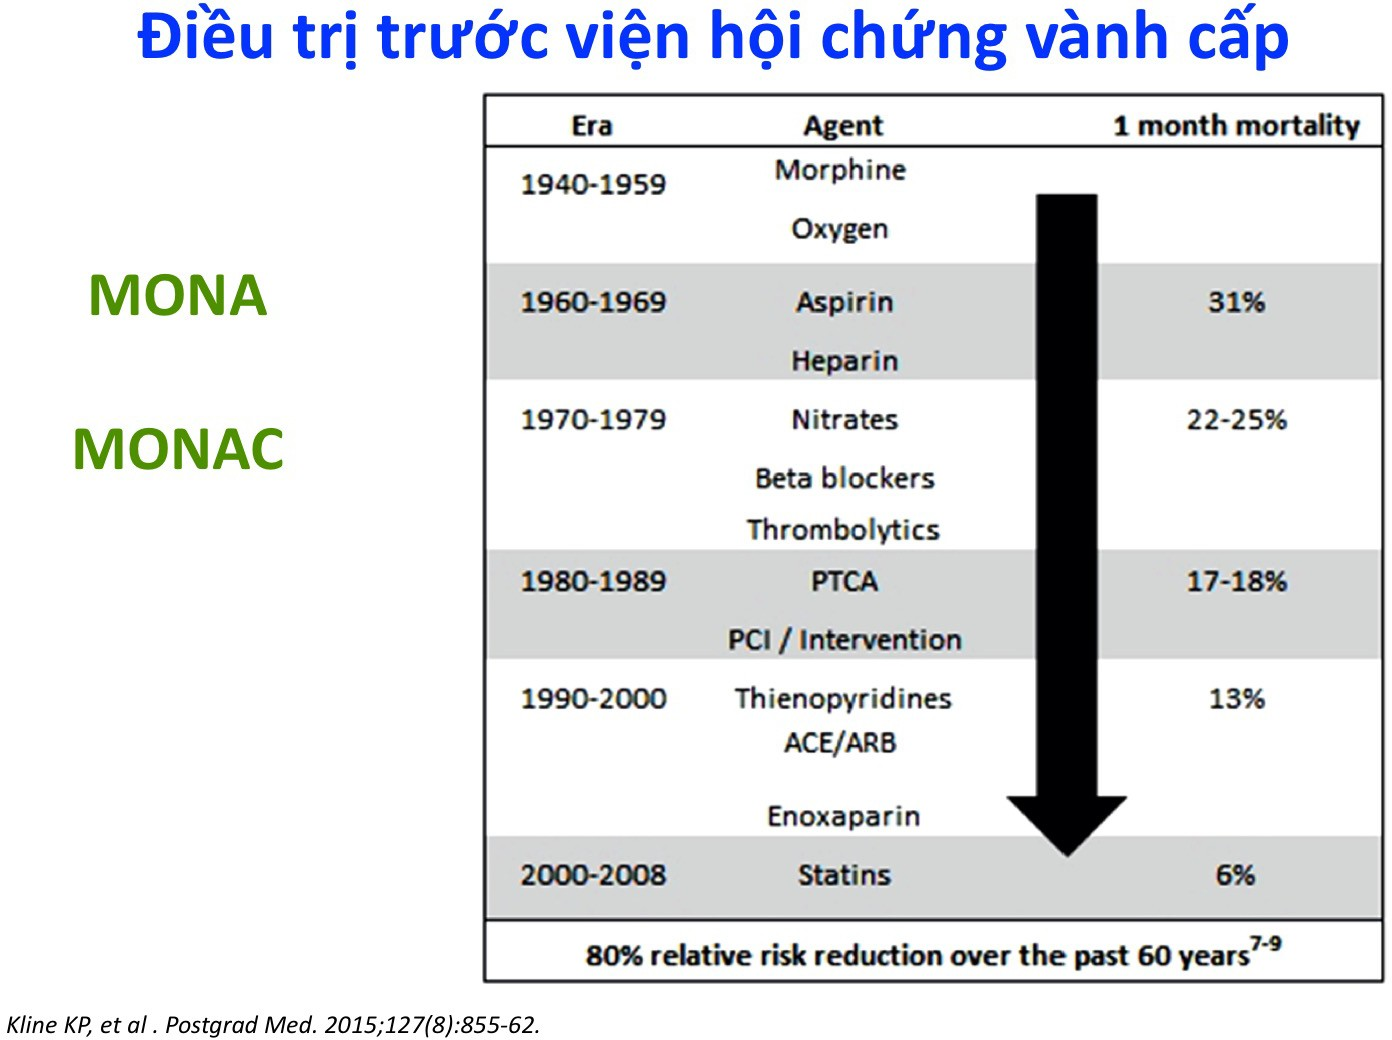 Điều trị trước viện hội chứng vành cấp
MONA
MONAC
Era Agent 1 month mortality
1940-1959 Morphine
Oxygen
1960-1969 Aspirin 31%
Heparin
1970-1979 Nitrates 22-25%
Beta blockers
Thrombolytics
1980-1989 PTCA 17-18%
PCI / Intervention
1990-2000 Thienopyridines 13%
ACE/ARB
Enoxaparin
2000-2008 Statins 6%
80% relative risk reduction over the past 60 years7-9
Kline KP, et al . Postgrad Med. 2015;127(8):855-62.